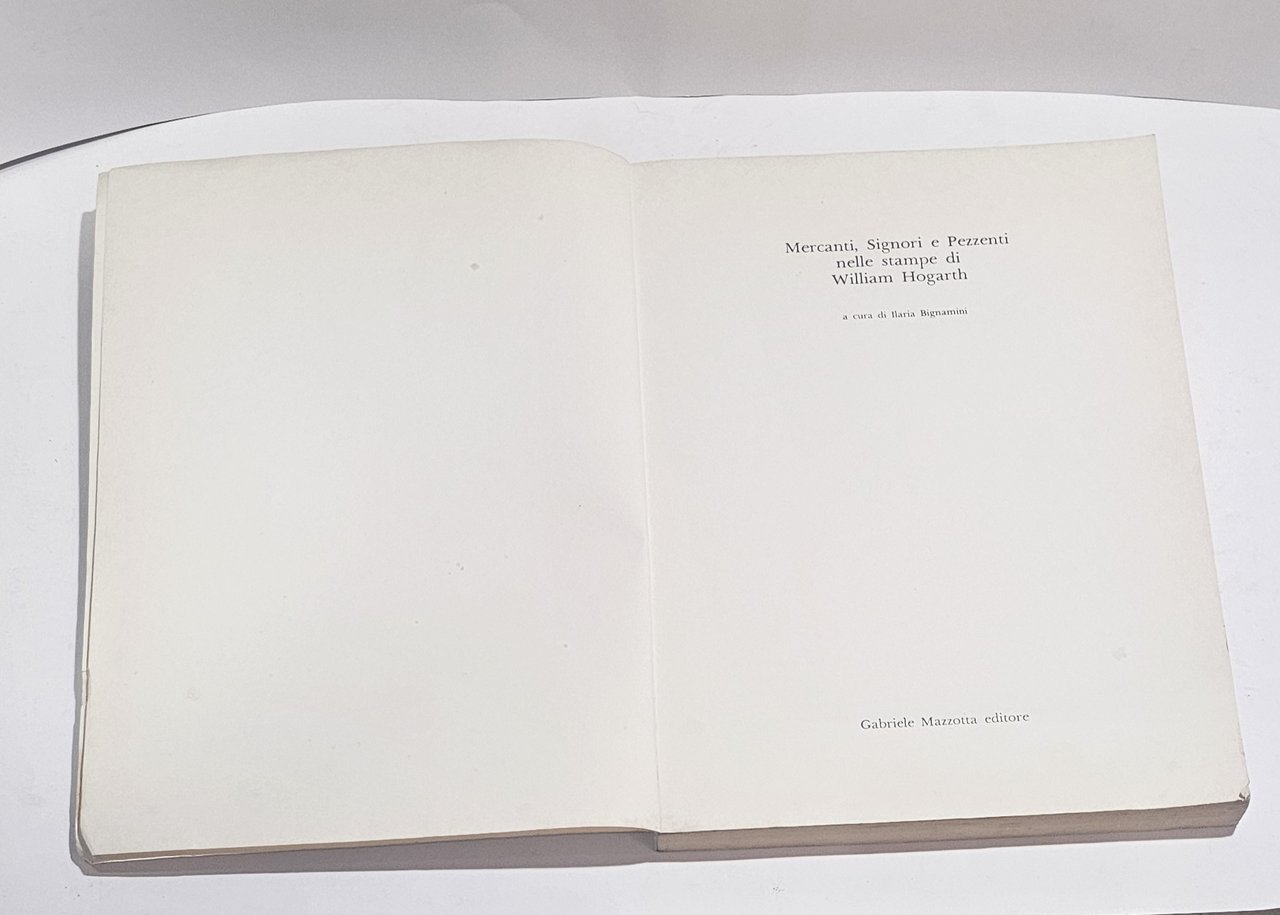 Mercanti, Signori e Pezzenti
nelle stampe di
William Hogarth
a cura di Ilaria Bignamini
Gabriele Mazzotta editore